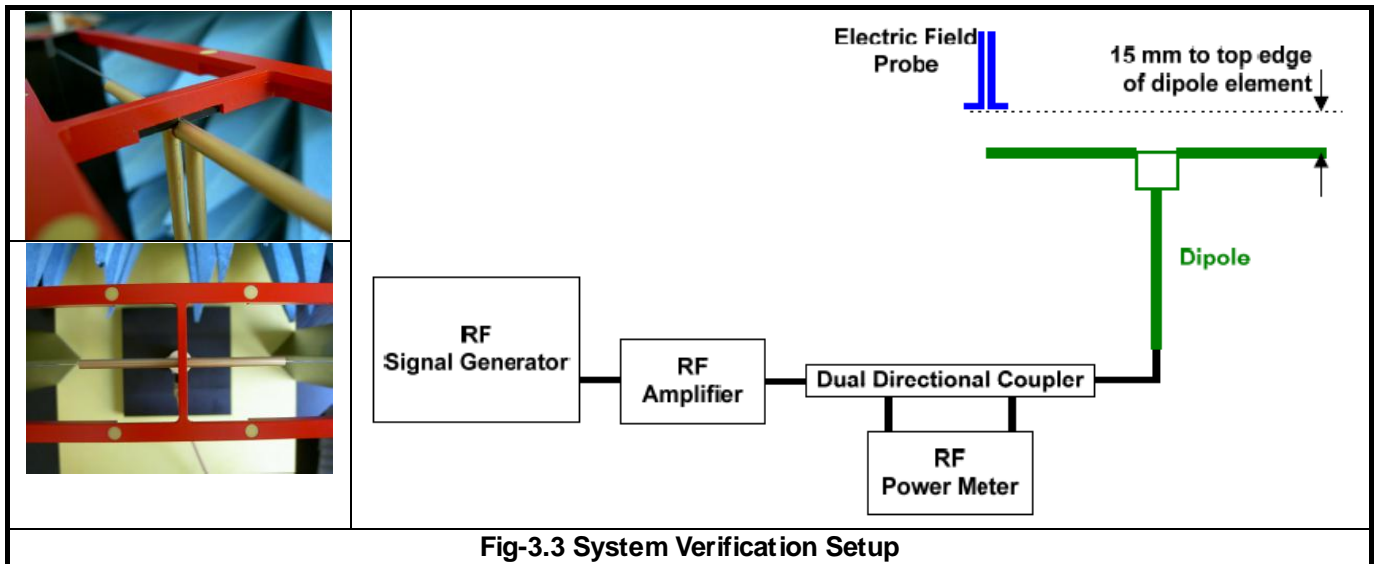 Electric Field
Probe
15 mm to top edge
of dipole element
Dipole
RF
Signal Generator
RF
Amplifier
Dual Directional Coupler
RF
Power Meter
Fig-3.3 System Verification Setup